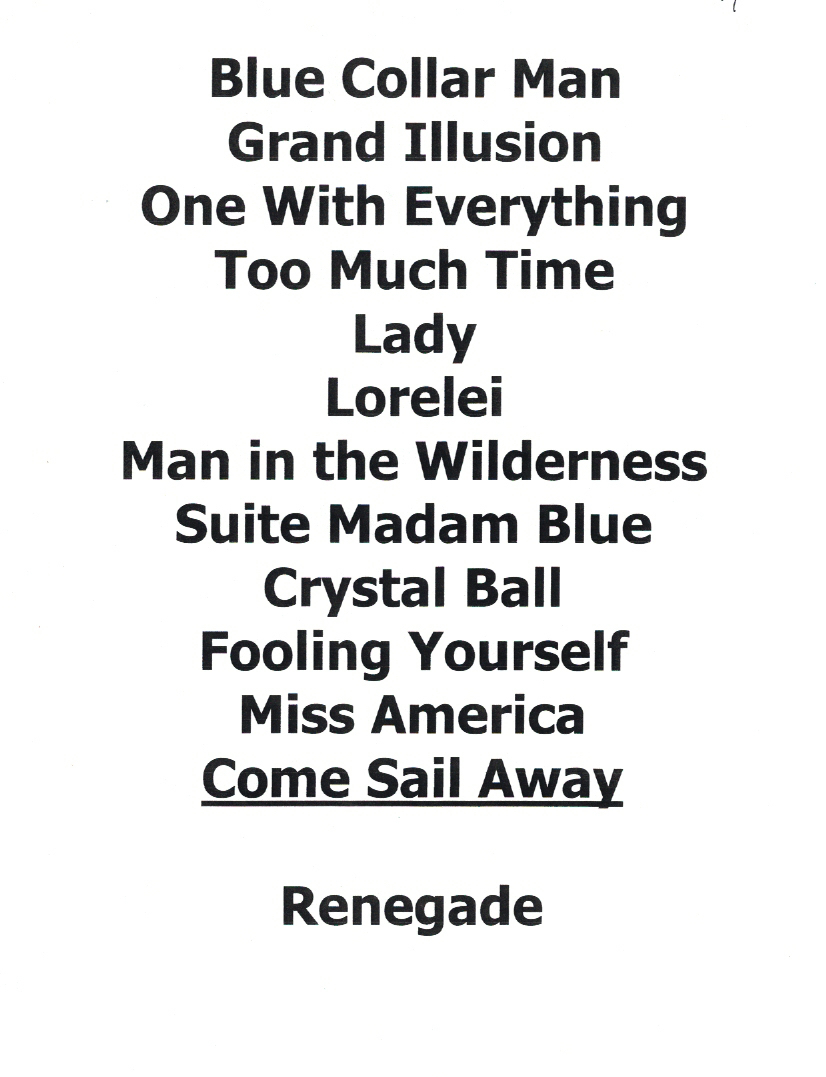 Blue Collar Man
Grand Illusion
One With Everything
Too Much Time
Lady
Lorelei
Man in the Wilderness
Suite Madam Blue
Crystal Ball
Fooling Yourself
Miss America
Come Sail Away
Renegade